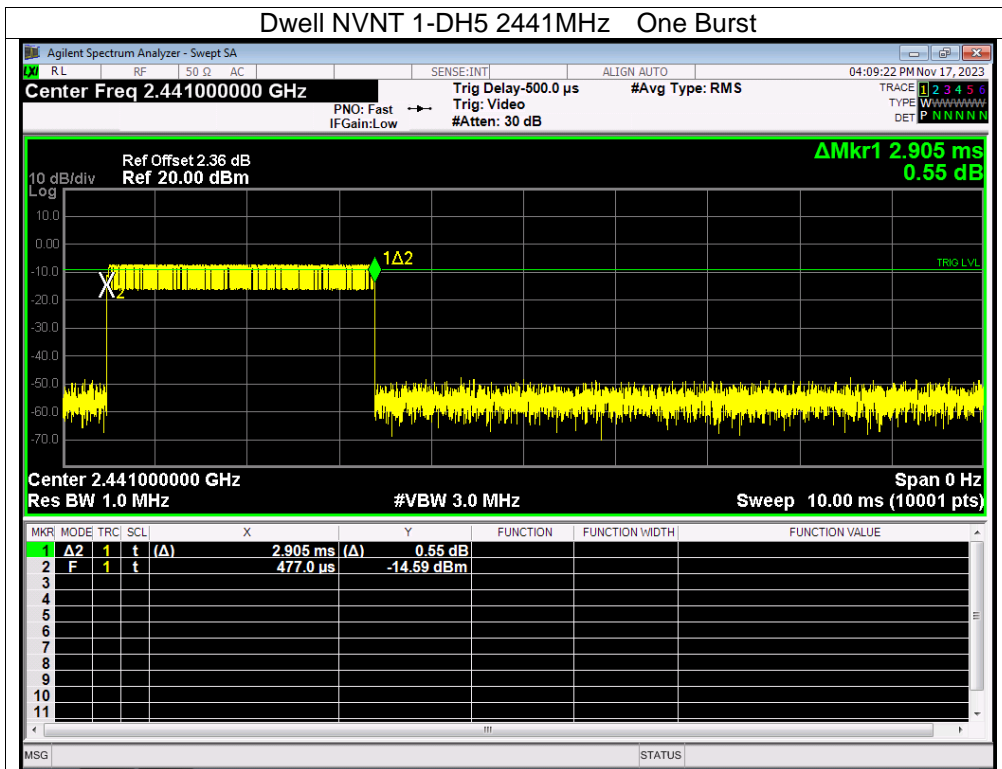 Dwell NVNT 1-DH5 2441MHz One Burst
Agilent Spectrum Analyzer - Swept SA
LXI RL RF 50 Ω AC SENSE:INT ALIGN AUTO 04:09:22 PM Nov 17, 2023
Center Freq 2.441000000 GHz
PNO: Fast
IFGain:Low
Trig Delay-500.0 µs
Trig: Video
#Atten: 30 dB
#Avg Type: RMS
TRACE 1 2 3 4 5 6
TYPE WWWWWWW
DET P N N N N N
ΔMkr1 2.905 ms
0.55 dB
Ref Offset 2.36 dB
10 dB/div Ref 20.00 dBm
Log
10.0
0.00
-10.0
-20.0
-30.0
-40.0
-50.0
-60.0
-70.0
1Δ2
X2
TRIG LVL
Center 2.441000000 GHz Span 0 Hz
Res BW 1.0 MHz #VBW 3.0 MHz Sweep 10.00 ms (10001 pts)
MKR MODE TRC SCL X Y FUNCTION FUNCTION WIDTH FUNCTION VALUE
1 Δ2 1 t (Δ) 2.905 ms (Δ) 0.55 dB
2 F 1 t 477.0 µs -14.59 dBm
3
4
5
6
7
8
9
10
11
MSG STATUS